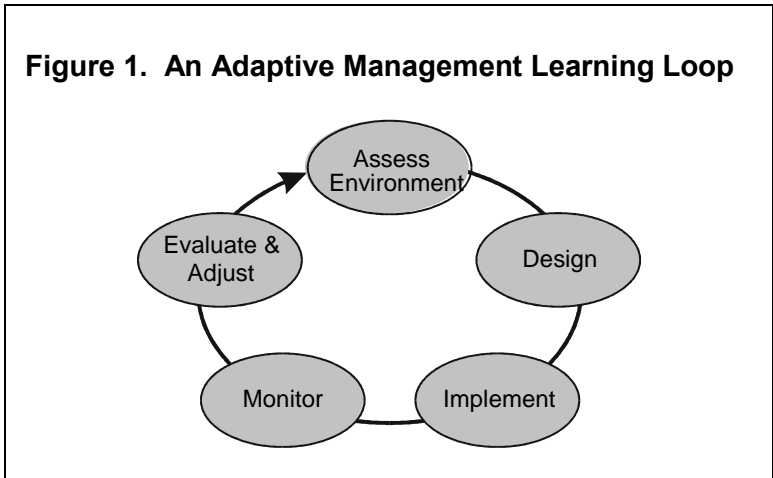 Figure 1. An Adaptive Management Learning Loop
Assess
Environment
Evaluate &
Adjust
Design
Monitor
Implement